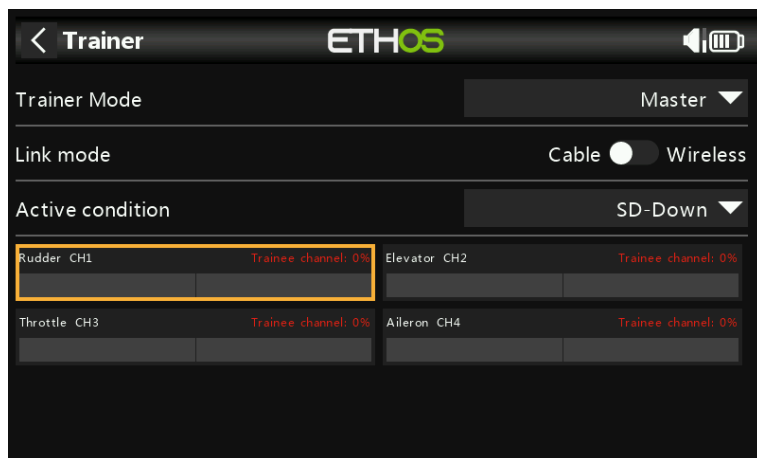 Trainer
ETHOS
Trainer Mode
Master
Link mode
Cable Wireless
Active condition
SD-Down
Rudder CH1 Trainee channel: 0%
Elevator CH2 Trainee channel: 0%
Throttle CH3 Trainee channel: 0%
Aileron CH4 Trainee channel: 0%